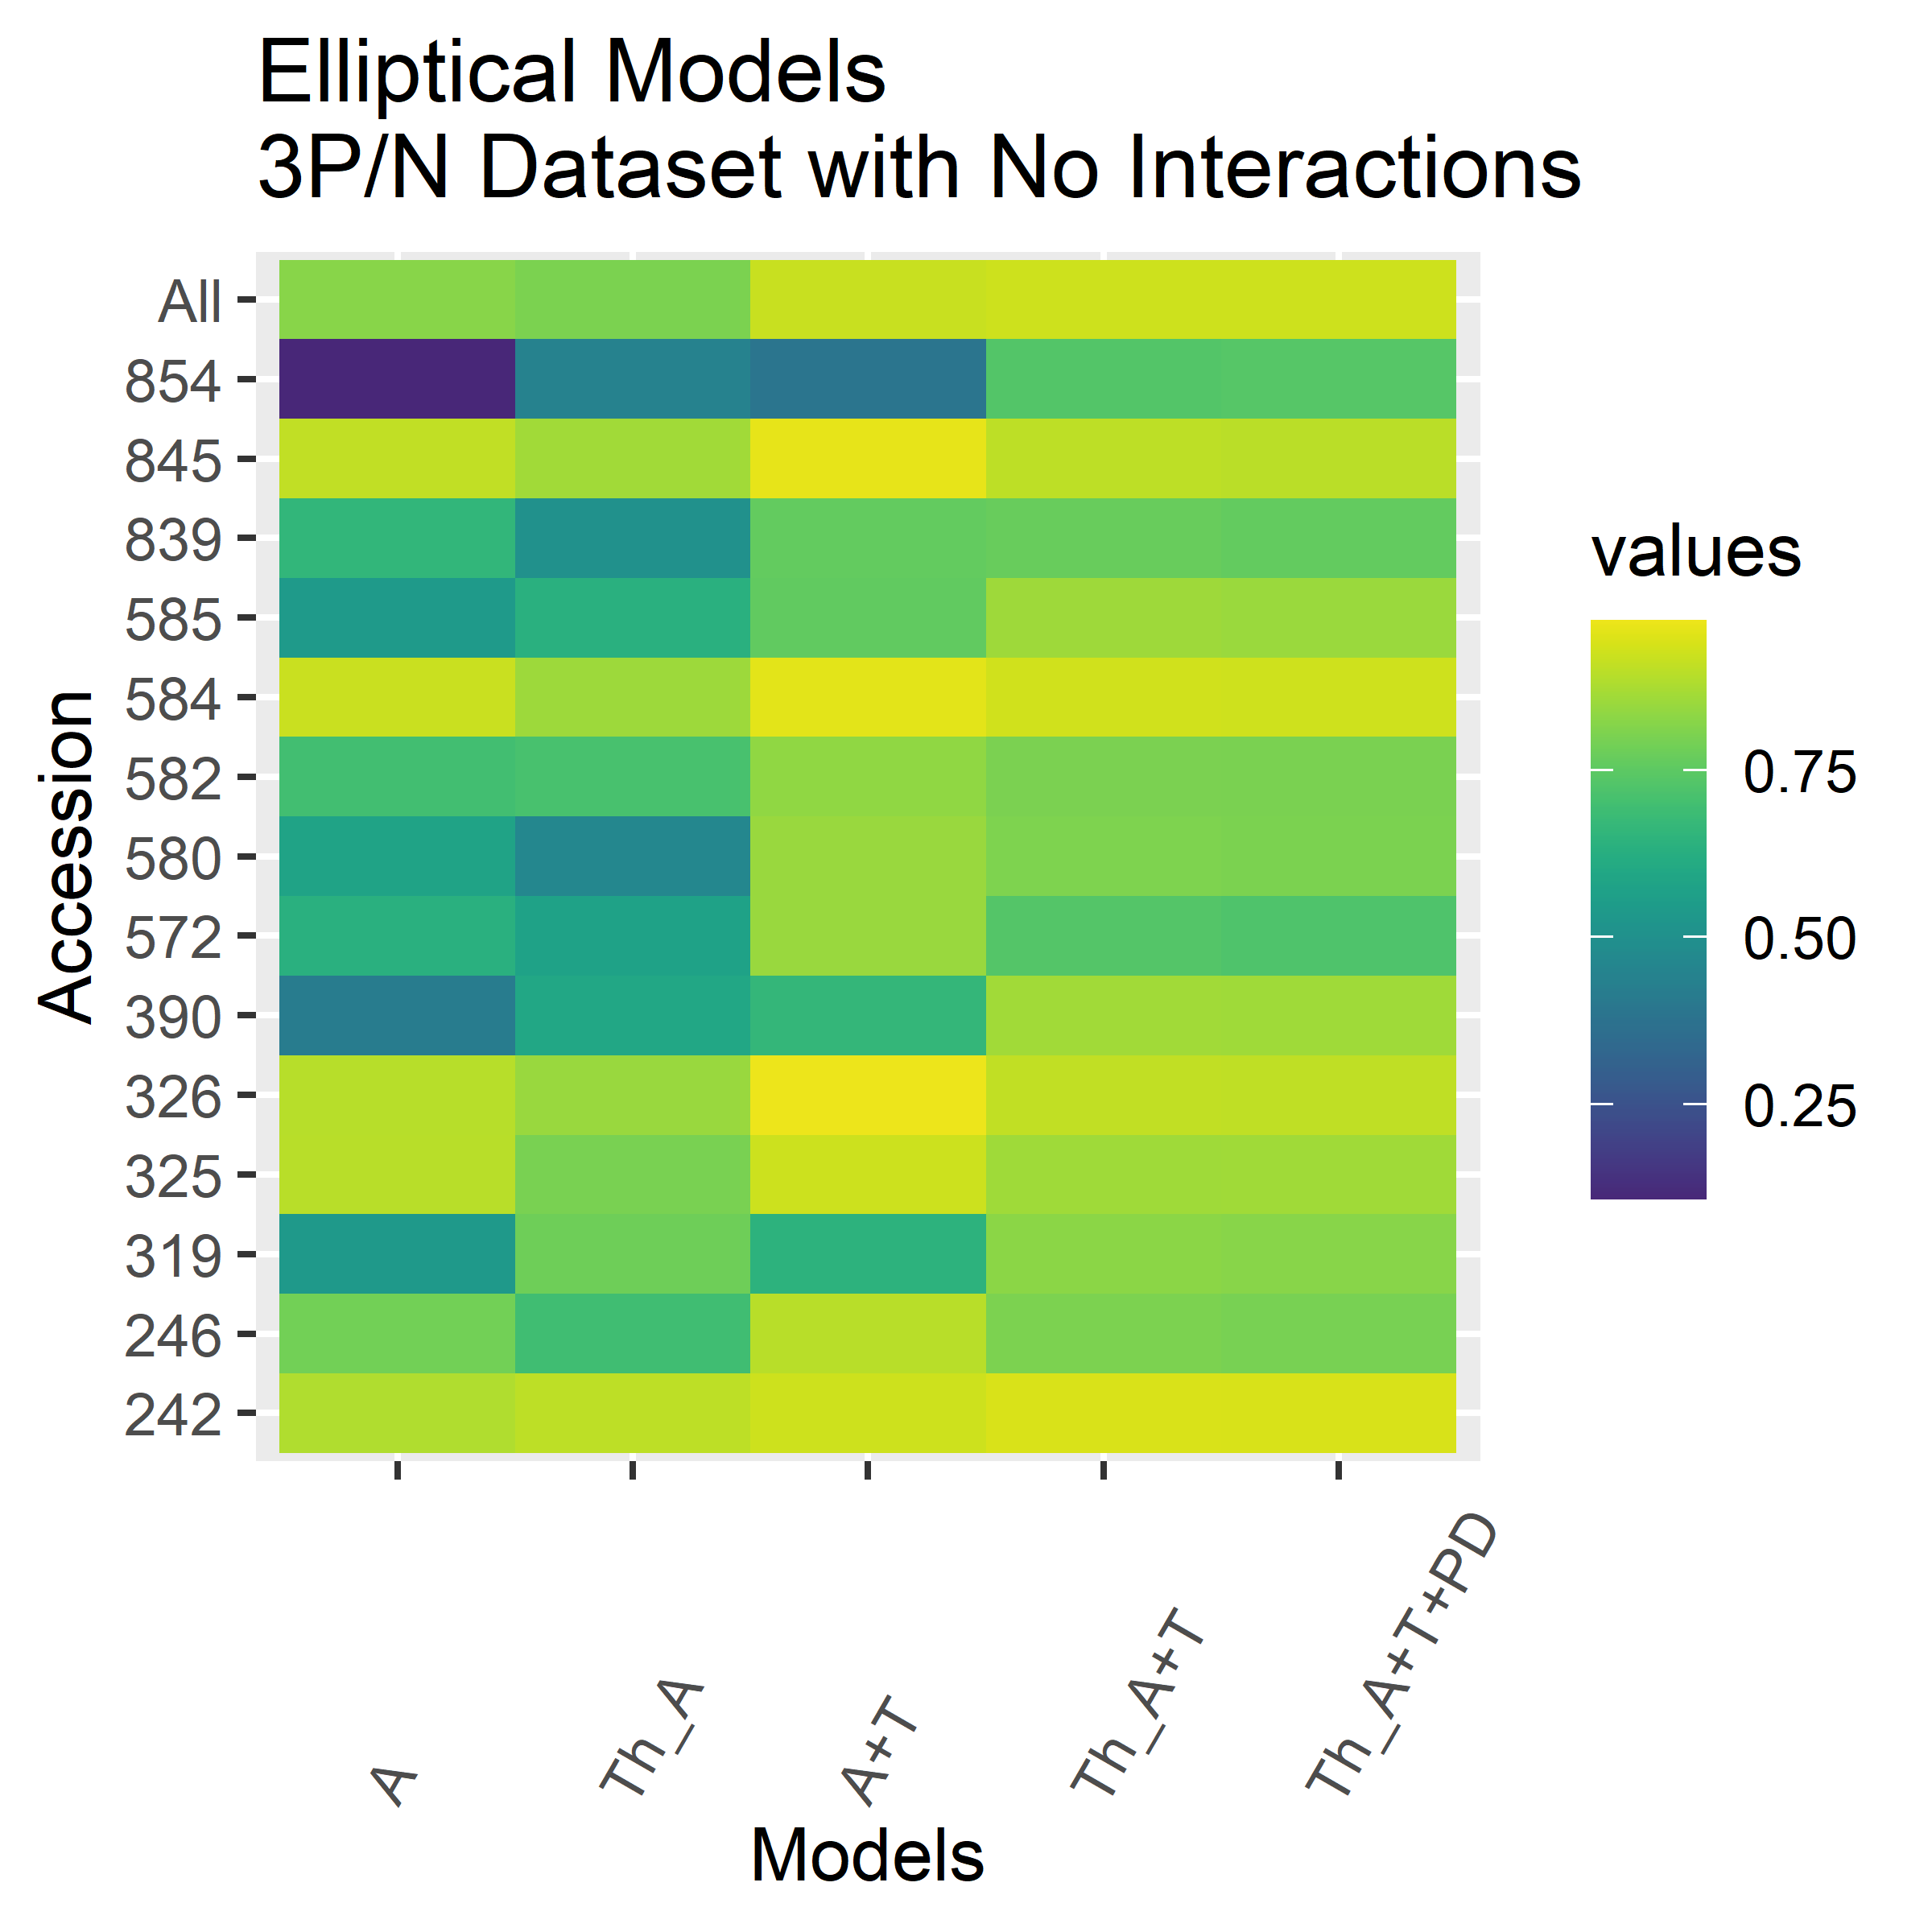 Elliptical Models
3P/N Dataset with No Interactions
Accession
All
854
845
839
585
584
582
580
572
390
326
325
319
246
242
A
Th_A
A+T
Th_A+T
Th_A+T+PD
Models
values
0.75
0.50
0.25